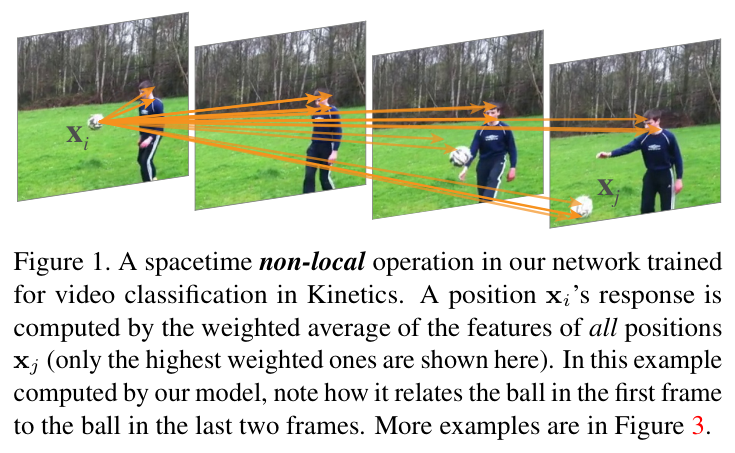 x_i
x_j
Figure 1. A spacetime non-local operation in our network trained
for video classification in Kinetics. A position x_i's response is
computed by the weighted average of the features of all positions
x_j (only the highest weighted ones are shown here). In this example
computed by our model, note how it relates the ball in the first frame
to the ball in the last two frames. More examples are in Figure 3.